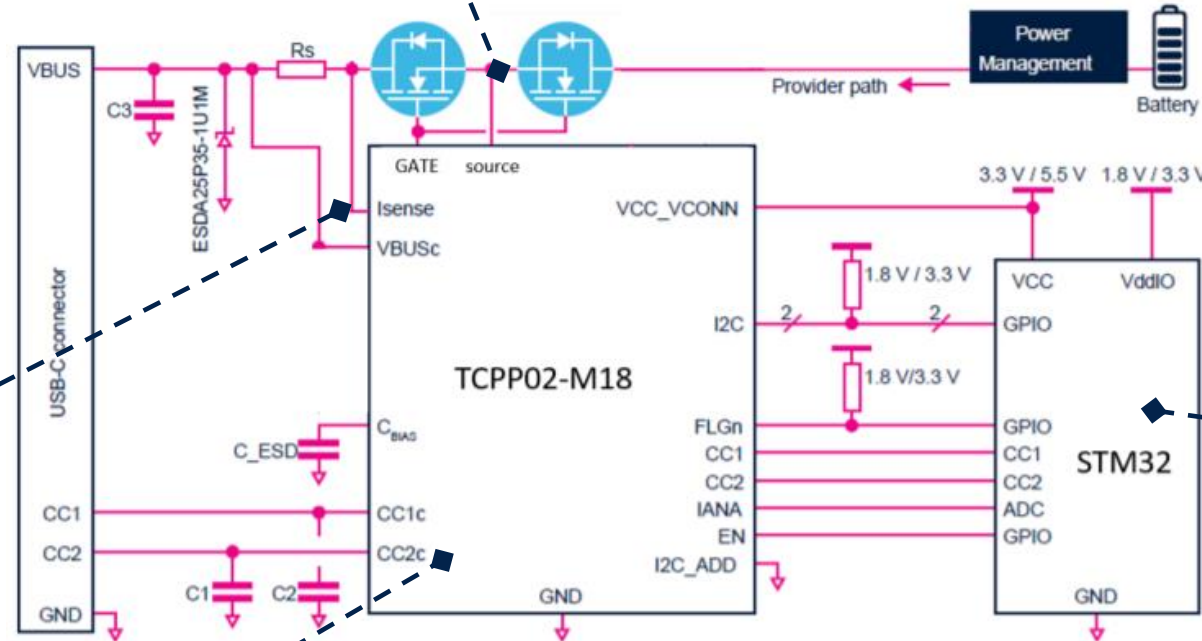 Power
Management
Battery
Provider path
VBUS
Rs
C3
ESDA25P35-1U1M
USB-C connector
GATE source
Isense
VBUSc
VCC_VCONN
3.3 V / 5.5 V
1.8 V / 3.3 V
VCC
VddIO
1.8 V / 3.3 V
I2C
2
2
GPIO
TCPP02-M18
1.8 V/3.3 V
CBIAS
C_ESD
FLGn
GPIO
CC1
CC1
CC2
CC2
STM32
IANA
ADC
EN
GPIO
I2C_ADD
CC1
CC1c
CC2
CC2c
C1
C2
GND
GND
GND